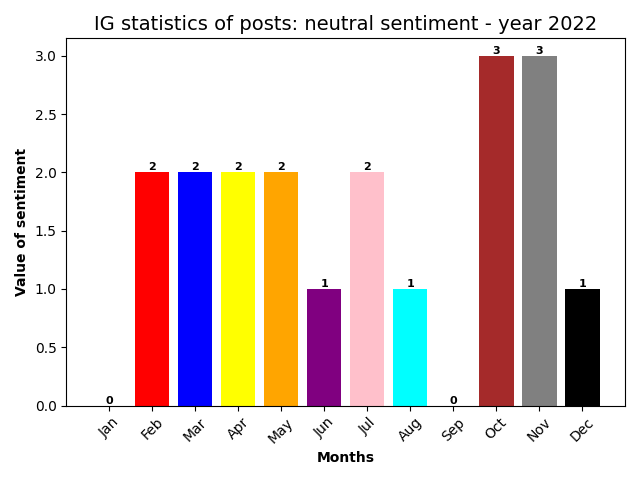 IG statistics of posts: neutral sentiment - year 2022
3.0
2.5
2.0
1.5
1.0
0.5
0.0
Value of sentiment
0
2
2
2
2
1
2
1
0
3
3
1
Jan
Feb
Mar
Apr
May
Jun
Jul
Aug
Sep
Oct
Nov
Dec
Months